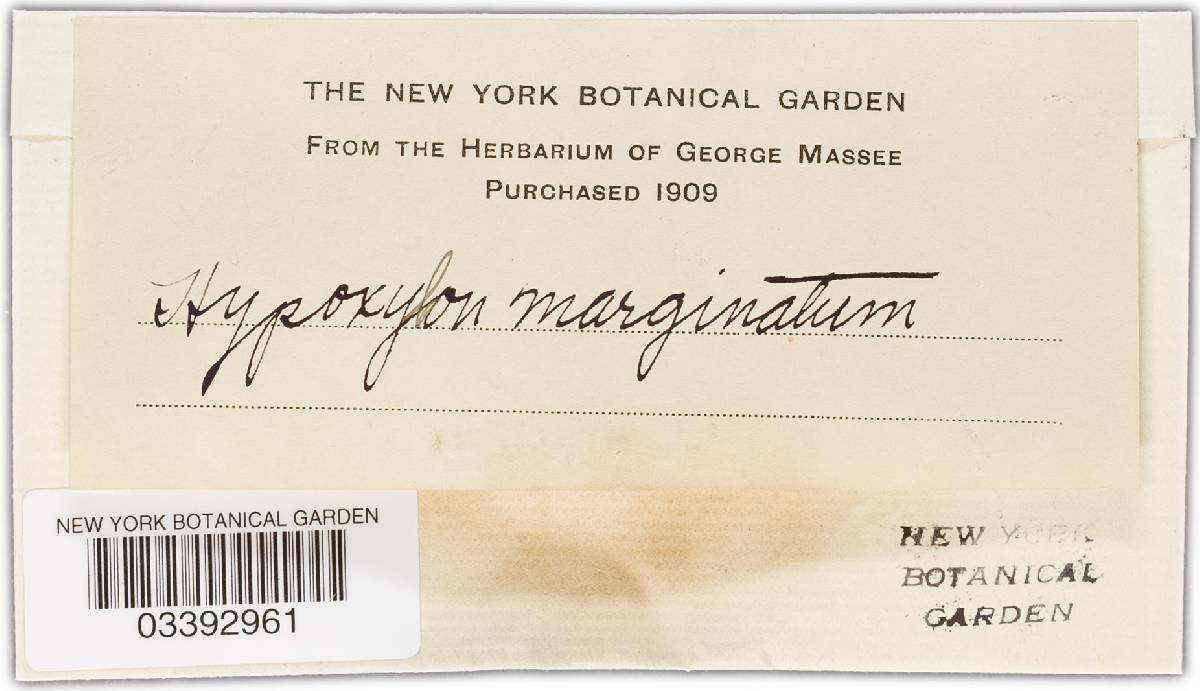 THE NEW YORK BOTANICAL GARDEN
FROM THE HERBARIUM OF GEORGE MASSEE
PURCHASED 1909
Hypoxylon marginatum
NEW YORK BOTANICAL GARDEN
03392961
NEW YORK
BOTANICAL
GARDEN